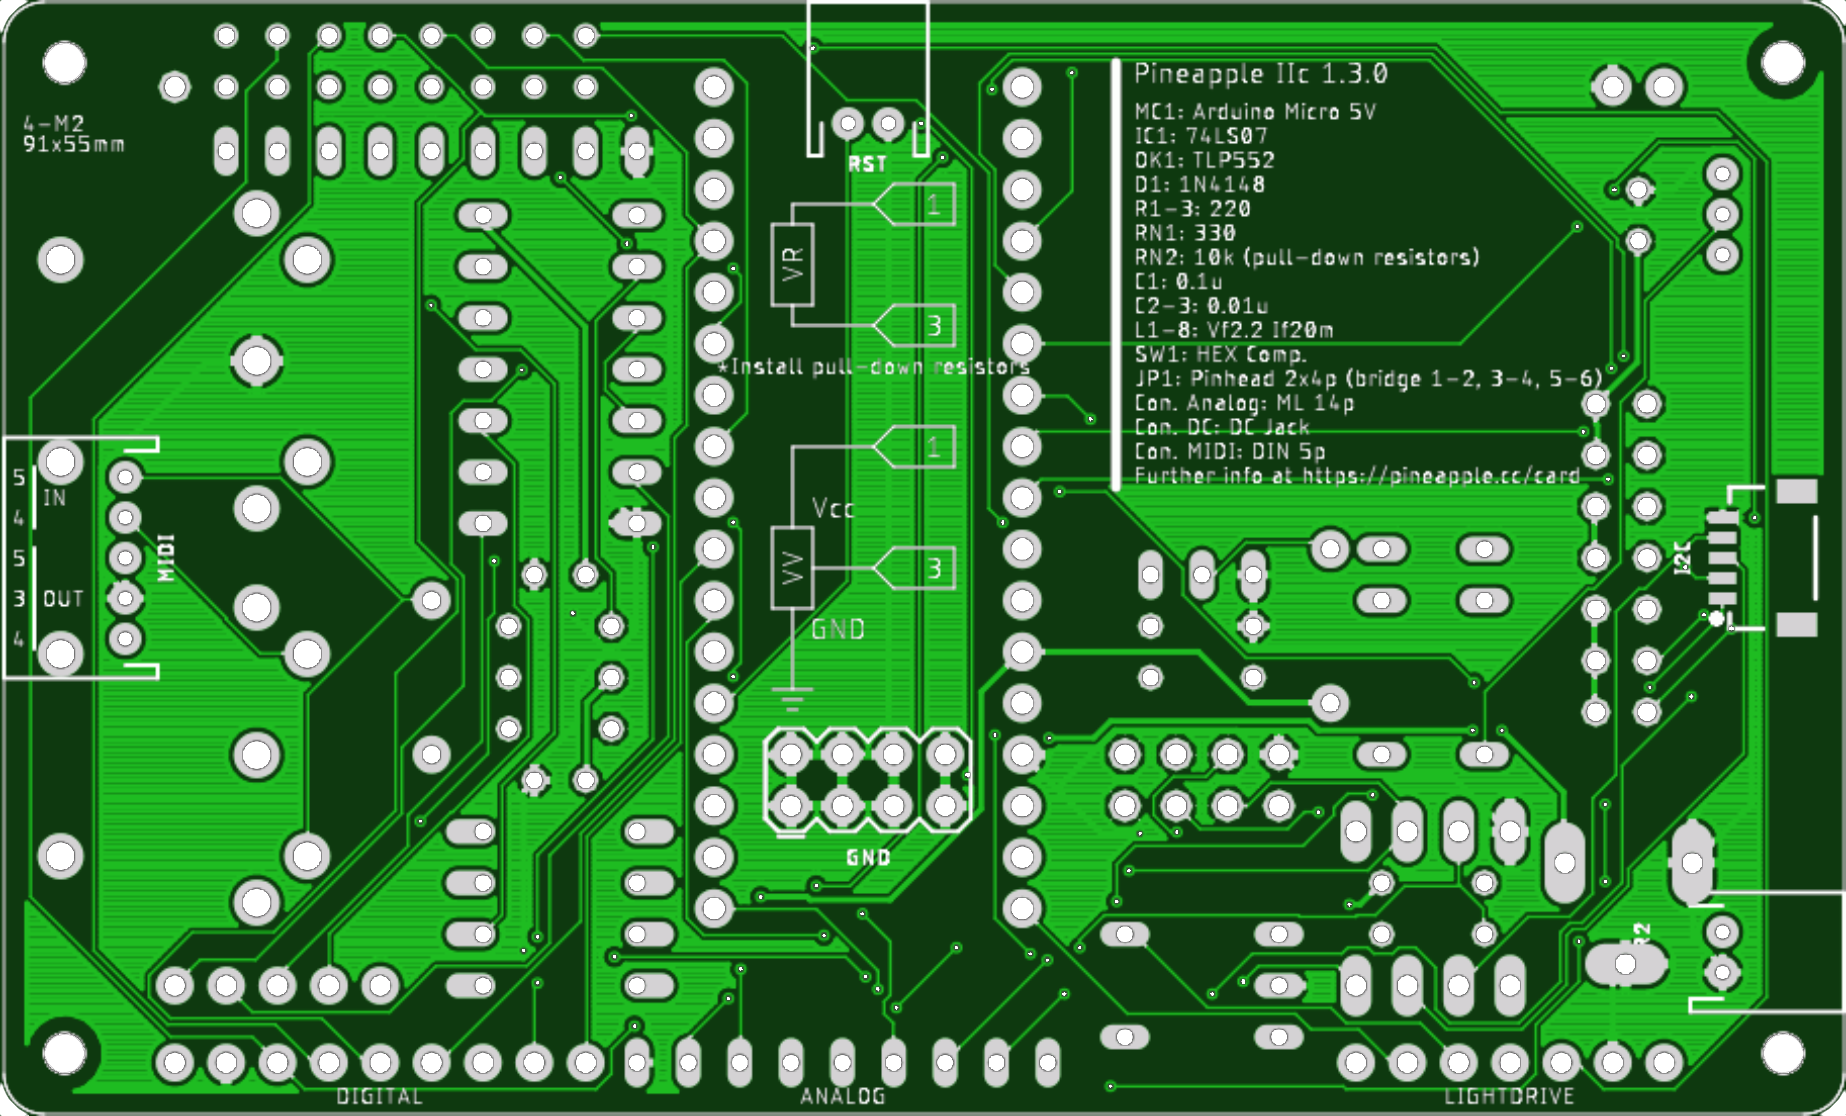 Pineapple IIc 1.3.0
MC1: Arduino Micro 5V
IC1: 74LS07
OK1: TLP552
D1: 1N4148
R1-3: 220
RN1: 330
RN2: 10k (pull-down resistors)
C1: 0.1u
C2-3: 0.01u
L1-8: Vf2.2 If20m
SW1: HEX Comp.
JP1: Pinhead 2x4p (bridge 1-2, 3-4, 5-6)
Con. Analog: ML 14p
Con. DC: DC Jack
Con. MIDI: DIN 5p
Further info at https://pineapple.cc/card
4-M2
91x55mm
RST
1
VR
3
*Install pull-down resistors
1
Vcc
VV
3
GND
GND
5
IN
4
MIDI
5
3 OUT
4
I2C
R2
DIGITAL
ANALOG
LIGHTDRIVE